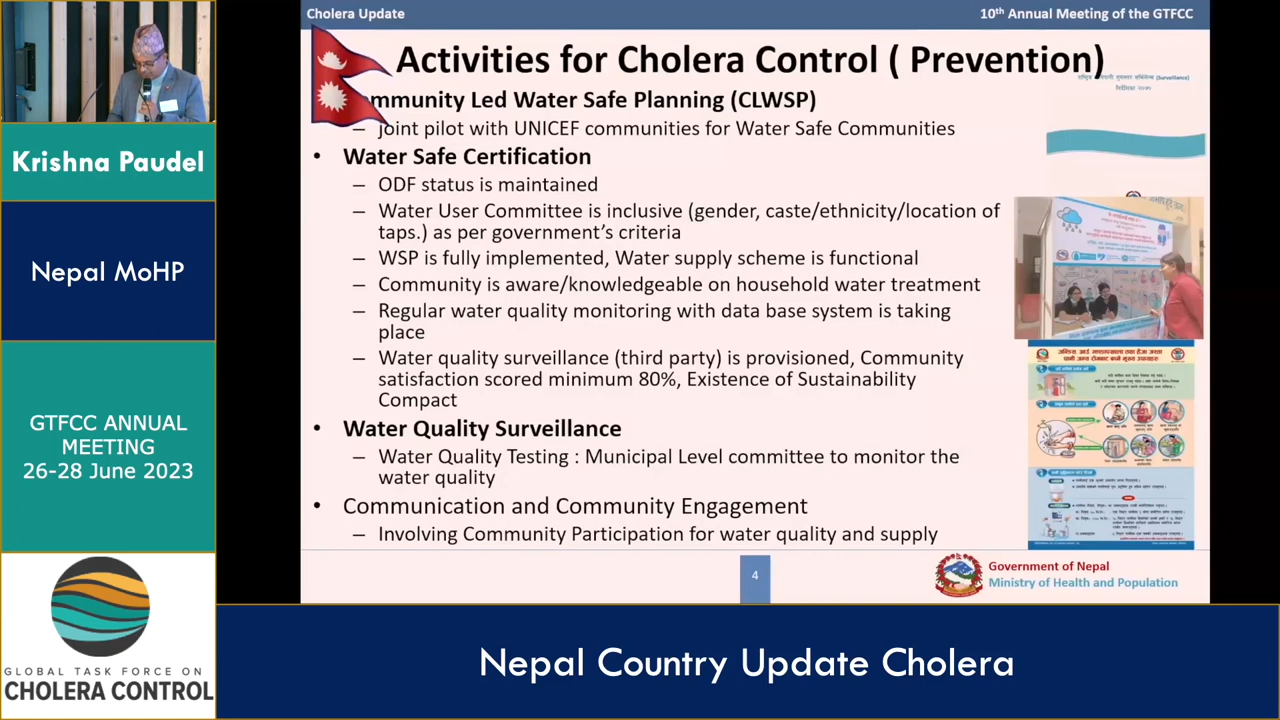 Krishna Paudel
Nepal MoHP
GTFCC ANNUAL
MEETING
26-28 June 2023
GLOBAL TASK FORCE ON
CHOLERA CONTROL
Cholera Update
10th Annual Meeting of the GTFCC
Activities for Cholera Control ( Prevention)
mmunity Led Water Safe Planning (CLWSP)
– Joint pilot with UNICEF communities for Water Safe Communities
• Water Safe Certification
– ODF status is maintained
– Water User Committee is inclusive (gender, caste/ethnicity/location of
taps) as per government's criteria
– WSP is fully implemented, Water supply scheme is functional
– Community is aware/knowledgeable on household water treatment
– Regular water quality monitoring with data base system is taking
place
– Water quality surveillance (third party) is provisioned, Community
satisfaction scored minimum 80%, Existence of Sustainability
Compact
• Water Quality Surveillance
– Water Quality Testing : Municipal Level committee to monitor the
water quality
• Communication and Community Engagement
– Involving Community Participation for water quality and supply
(Surveillance)
4
Government of Nepal
Ministry of Health and Population
Nepal Country Update Cholera